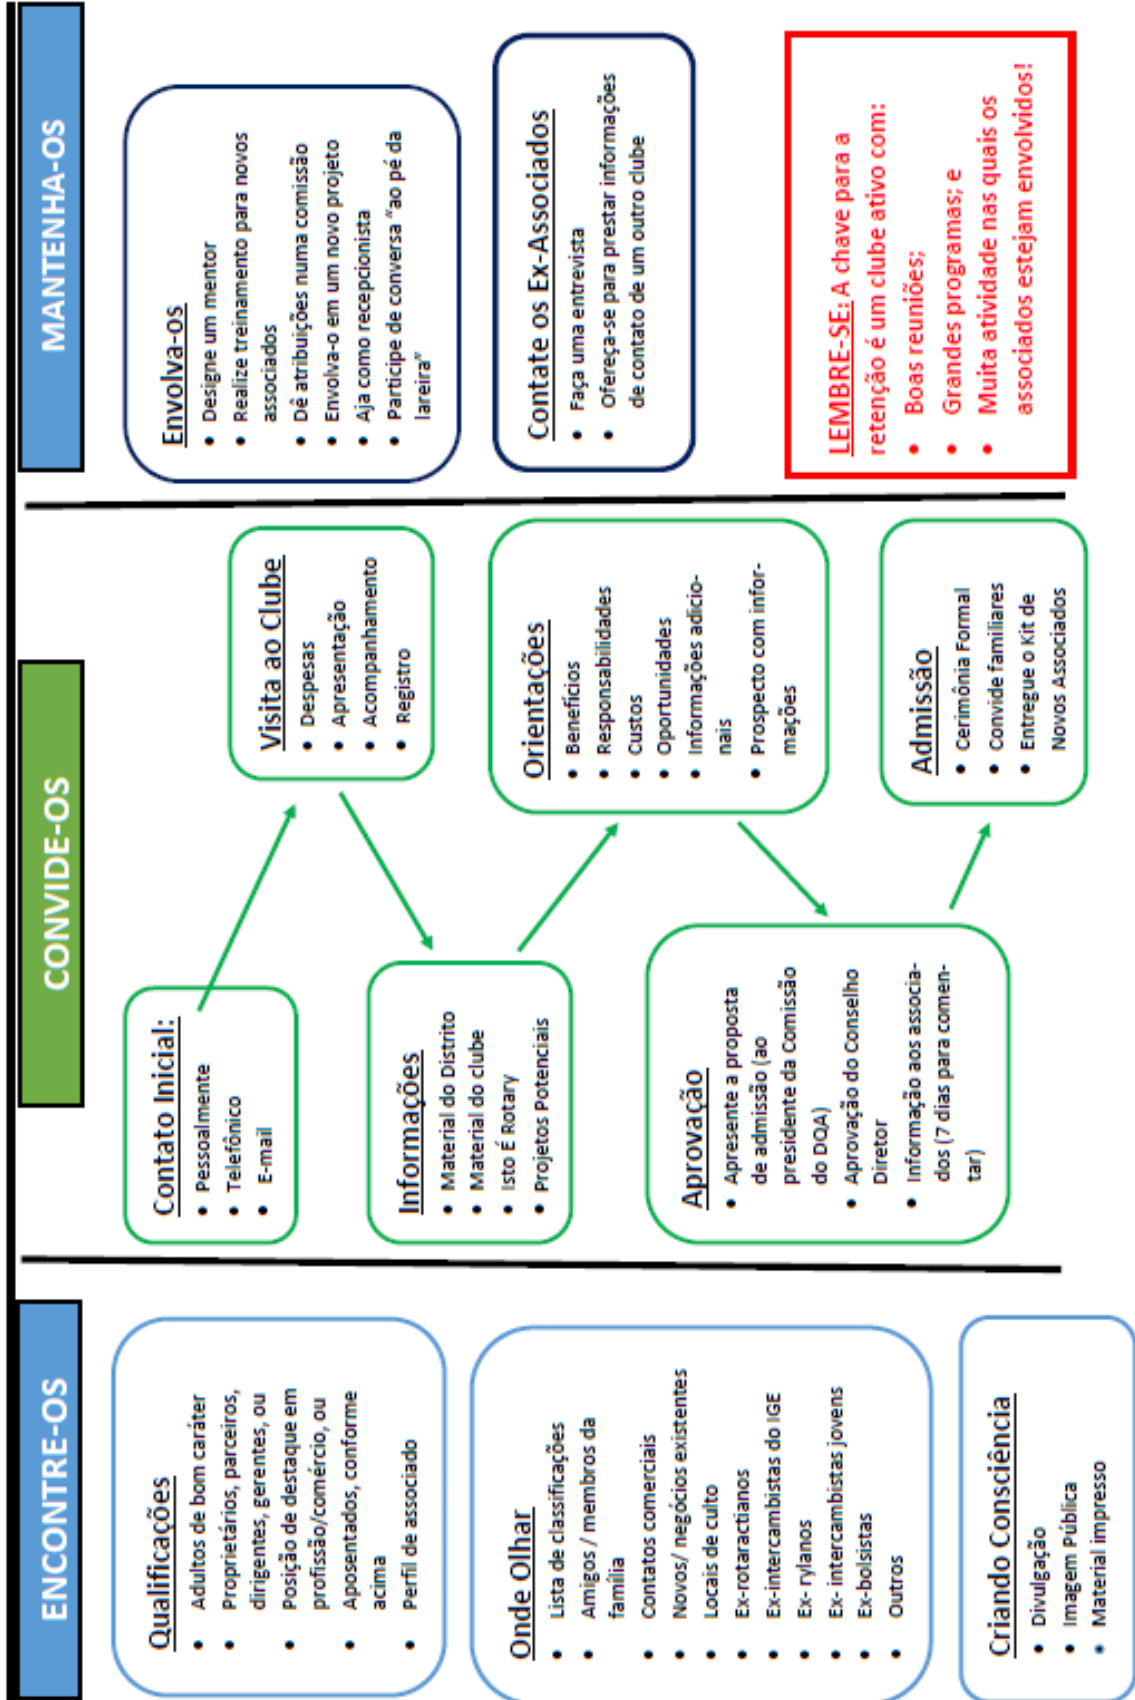 ENCONTRE-OS
Qualificações
• Adultos de bom caráter
• Proprietários, parceiros,
dirigentes, gerentes, ou
• Posição de destaque em
profissão/comércio, ou
• Aposentados, conforme
acima
• Perfil de associado
Onde Olhar
• Lista de classificações
• Amigos / membros da
família
• Contatos comerciais
• Novos/ negócios existentes
• Locais de culto
• Ex-rotaractianos
• Ex-intercambistas do IGE
• Ex- rylanos
• Ex- intercambistas jovens
• Ex-bolsistas
• Outros
Criando Consciência
• Divulgação
• Imagem Pública
• Material impresso
CONVIDE-OS
Contato Inicial:
• Pessoalmente
• Telefônico
• E-mail
Visita ao Clube
• Despesas
• Apresentação
• Acompanhamento
• Registro
Informações
• Material do Distrito
• Material do clube
• Isto É Rotary
• Projetos Potenciais
Orientações
• Benefícios
• Responsabilidades
• Custos
• Oportunidades
• Informações adicio-
nais
• Prospecto com infor-
mações
Aprovação
• Apresente a proposta
de admissão (ao
presidente da Comissão
do DQA)
• Aprovação do Conselho
Diretor
• Informação aos associa-
dos (7 dias para comen-
tar)
Admissão
• Cerimônia Formal
• Convide familiares
• Entregue o Kit de
Novos Associados
MANTENHA-OS
Envolva-os
• Designe um mentor
• Realize treinamento para novos
associados
• Dê atribuições numa comissão
• Envolva-o em um novo projeto
• Aja como recepcionista
• Participe de conversa “ao pé da
lareira”
Contate os Ex-Associados
• Faça uma entrevista
• Ofereça-se para prestar informações
de contato de um outro clube
LEMBRE-SE: A chave para a
retenção é um clube ativo com:
• Boas reuniões;
• Grandes programas; e
• Muita atividade nas quais os
associados estejam envolvidos!